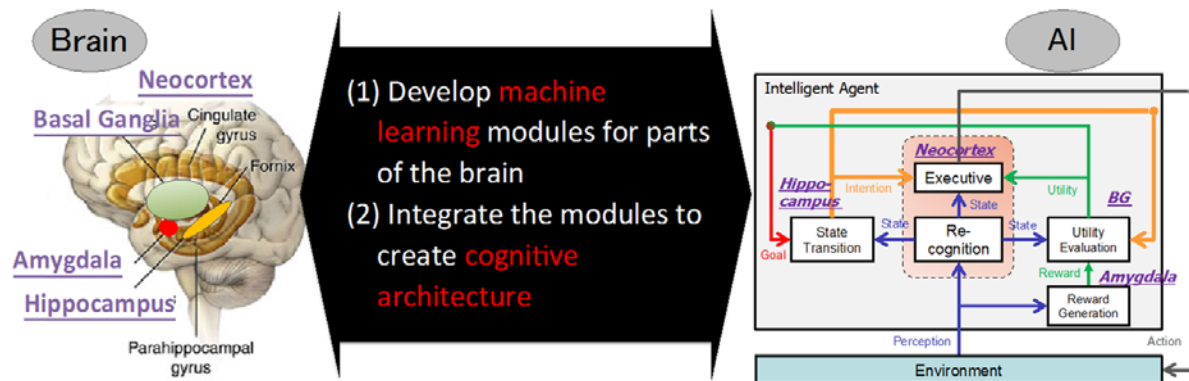 Brain
Neocortex
Basal Ganglia
Cingulate
gyrus
Fornix
Amygdala
Hippocampus
Parahippocampal
gyrus
(1) Develop machine
learning modules for parts
of the brain
(2) Integrate the modules to
create cognitive
architecture
AI
Intelligent Agent
Neocortex
Executive
Hippo-
campus
Intention
Utility
BG
State
State
Transition
State
Re-
cognition
State
Utility
Evaluation
Goal
Reward
Amygdala
Reward
Generation
Perception
Action
Environment